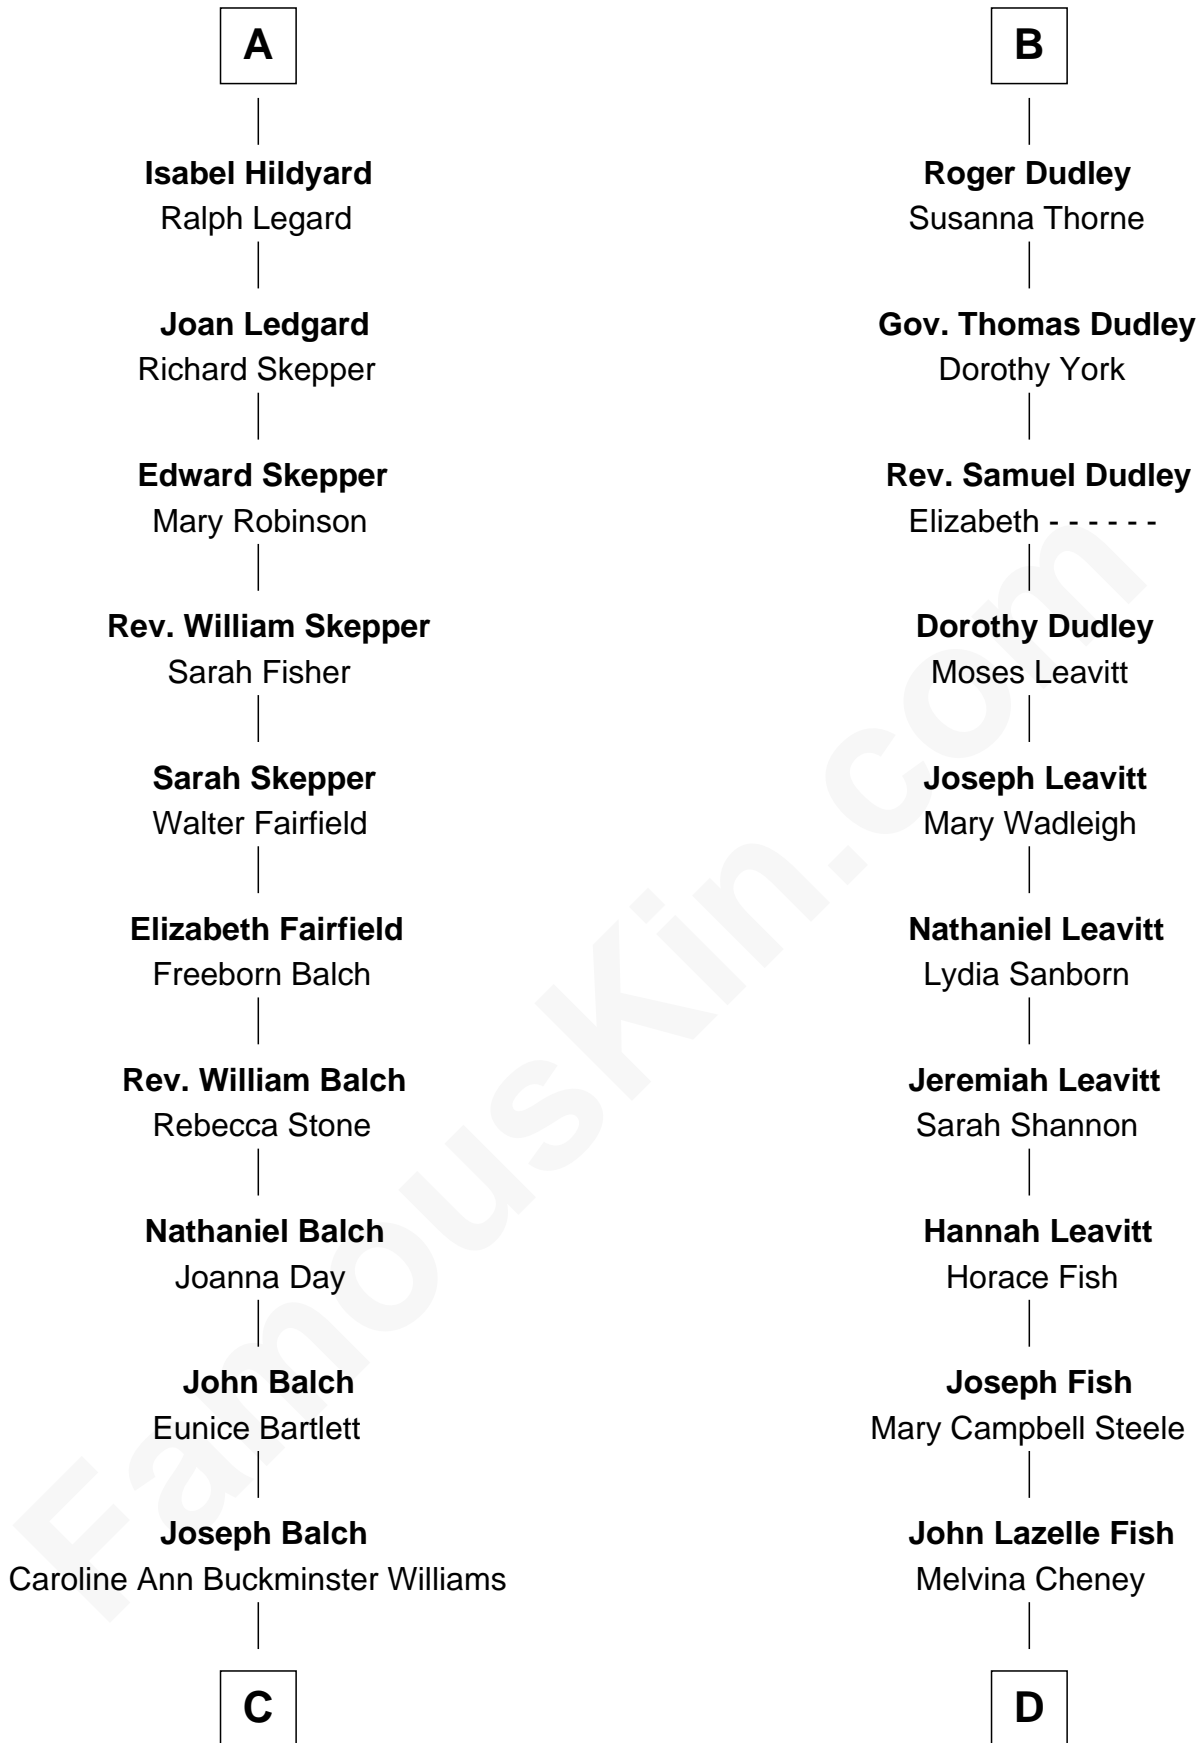 A
Isabel Hildyard
Ralph Legard
Joan Ledgard
Richard Skepper
Edward Skepper
Mary Robinson
Rev. William Skepper
Sarah Fisher
Sarah Skepper
Walter Fairfield
Elizabeth Fairfield
Freeborn Balch
Rev. William Balch
Rebecca Stone
Nathaniel Balch
Joanna Day
John Balch
Eunice Bartlett
Joseph Balch
Caroline Ann Buckminster Williams
C
B
Roger Dudley
Susanna Thorne
Gov. Thomas Dudley
Dorothy York
Rev. Samuel Dudley
Elizabeth - - - - - -
Dorothy Dudley
Moses Leavitt
Joseph Leavitt
Mary Wadleigh
Nathaniel Leavitt
Lydia Sanborn
Jeremiah Leavitt
Sarah Shannon
Hannah Leavitt
Horace Fish
Joseph Fish
Mary Campbell Steele
John Lazelle Fish
Melvina Cheney
D
FamousKin.com